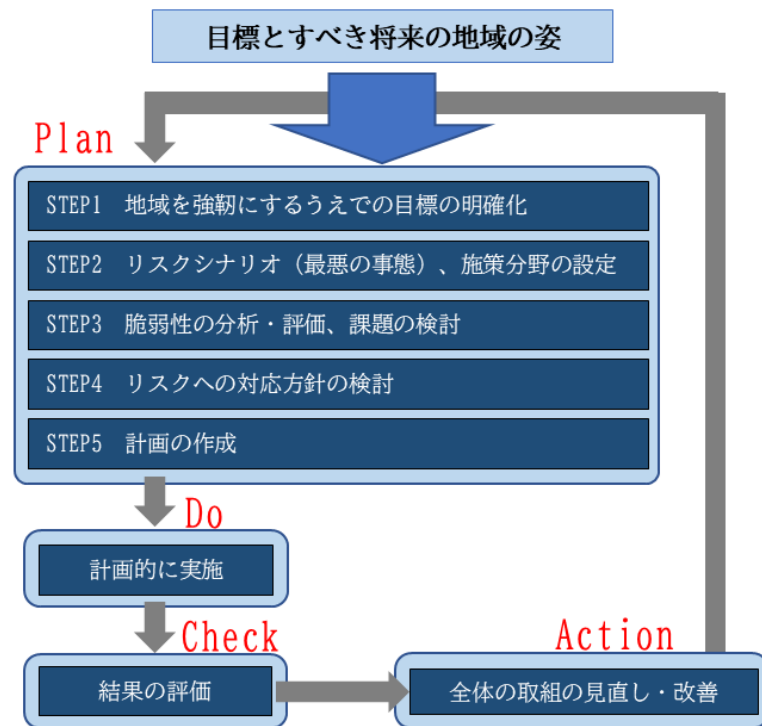 目標とすべき将来の地域の姿
Plan
STEP1 地域を強靭にするうえでの目標の明確化
STEP2 リスクシナリオ（最悪の事態）、施策分野の設定
STEP3 脆弱性の分析・評価、課題の検討
STEP4 リスクへの対応方針の検討
STEP5 計画の作成
Do
計画的に実施
Check
結果の評価
Action
全体の取組の見直し・改善